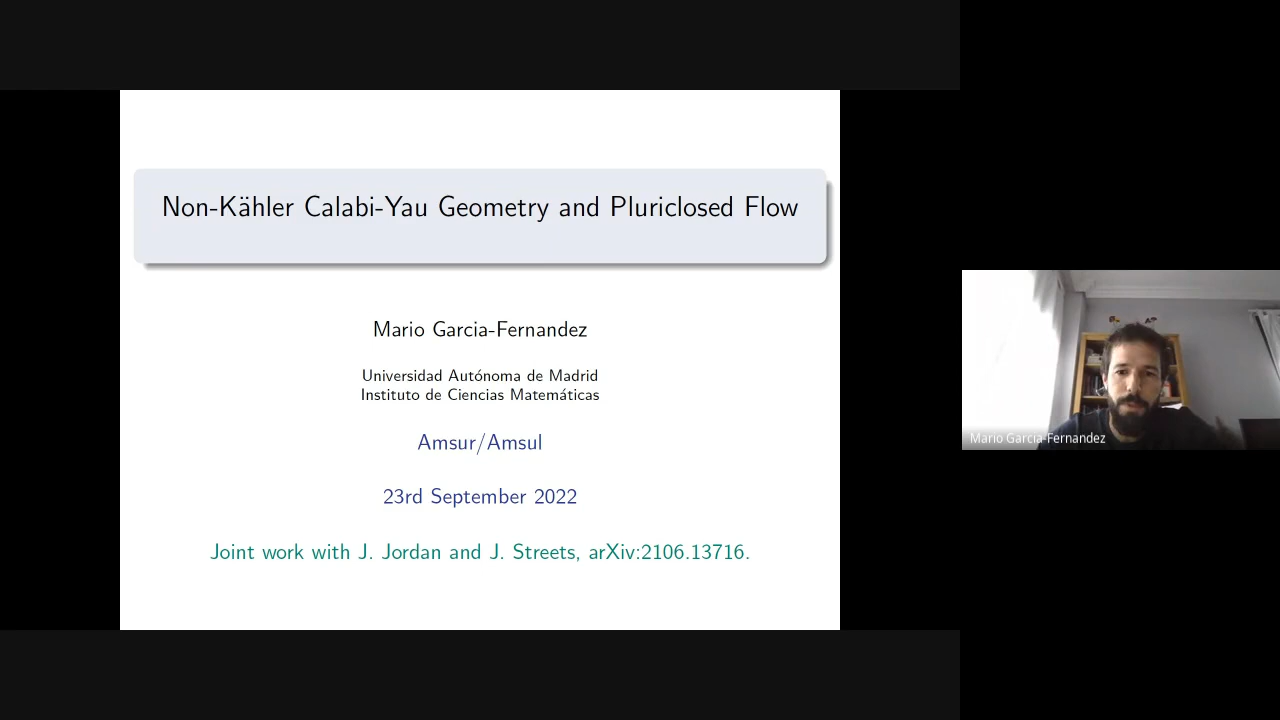 Non-Kähler Calabi-Yau Geometry and Pluriclosed Flow
Mario Garcia-Fernandez
Universidad Autónoma de Madrid
Instituto de Ciencias Matemáticas
Amsur/Amsul
23rd September 2022
Joint work with J. Jordan and J. Streets, arXiv:2106.13716.
Mario Garcia-Fernandez